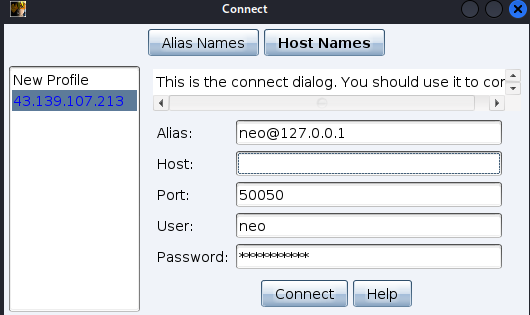 Connect
Alias Names
Host Names
New Profile
43.139.107.213
This is the connect dialog. You should use it to
Alias:
neo@127.0.0.1
Host:
Port:
50050
User:
neo
Password:
**********
Connect
Help